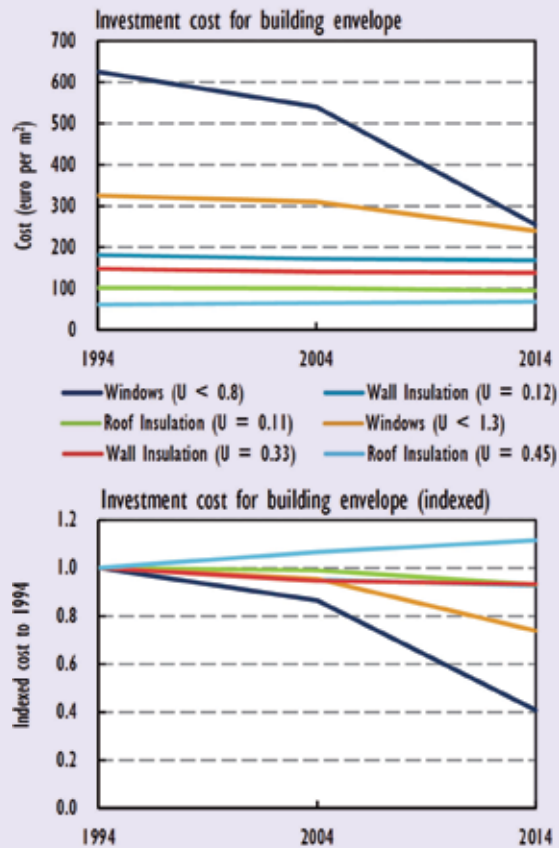 Investment cost for building envelope
700
600
500
400
300
200
100
0
Cost (euro per m²)
1994 2004 2014
Windows (U < 0.8) Wall Insulation (U = 0.12)
Roof Insulation (U = 0.11) Windows (U < 1.3)
Wall Insulation (U = 0.33) Roof Insulation (U = 0.45)
Investment cost for building envelope (indexed)
1.2
1.0
0.8
0.6
0.4
0.2
0.0
Indexed cost to 1994
1994 2004 2014